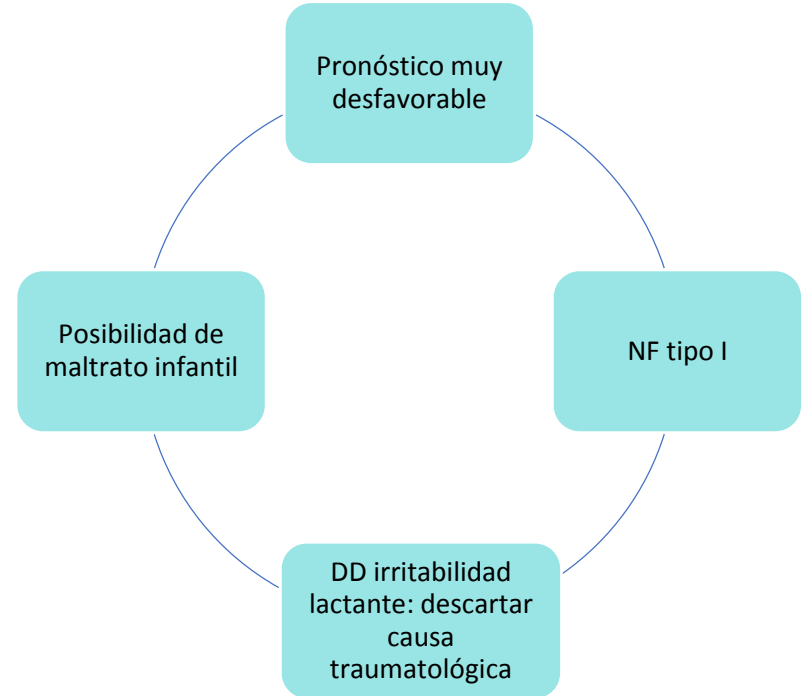 Pronóstico muy
desfavorable
Posibilidad de
maltrato infantil
NF tipo I
DD irritabilidad
lactante: descartar
causa
traumatológica